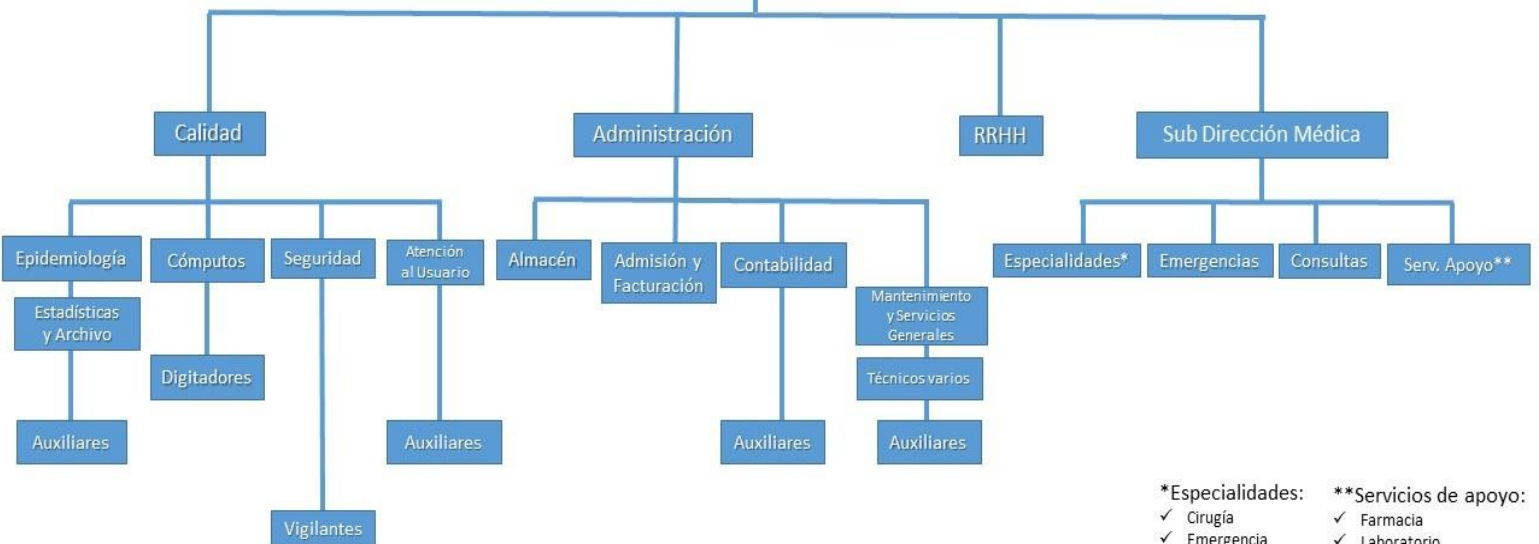 Calidad
Administración
RRHH
Sub Dirección Médica
Epidemiología
Cómputos
Seguridad
Atención
al Usuario
Almacén
Admisión y
Facturación
Contabilidad
Mantenimiento
y Servicios
Generales
Especialidades*
Emergencias
Consultas
Serv. Apoyo**
Estadísticas
y Archivo
Digitadores
Técnicos varios
Auxiliares
Auxiliares
Auxiliares
Auxiliares
Vigilantes
*Especialidades:
✓ Cirugía
✓ Emergencia
**Servicios de apoyo:
✓ Farmacia
✓ Laboratorio